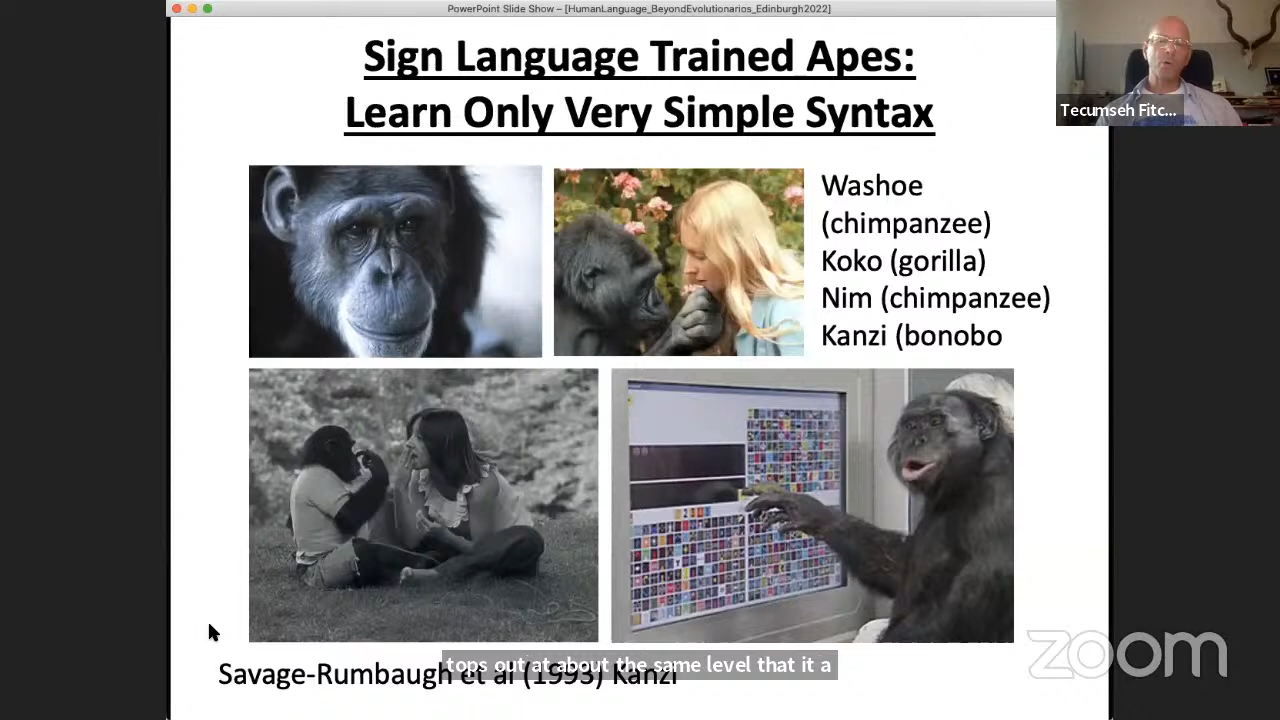 PowerPoint Slide Show – [HumanLanguage_BeyondEvolutionarios_Edinburgh2022]
Sign Language Trained Apes:
Learn Only Very Simple Syntax
Tecumseh Fitc...
Washoe
(chimpanzee)
Koko (gorilla)
Nim (chimpanzee)
Kanzi (bonobo
tops out at about the same level that it a
Savage-Rumbaugh et al (1993) Kanzi
zoom